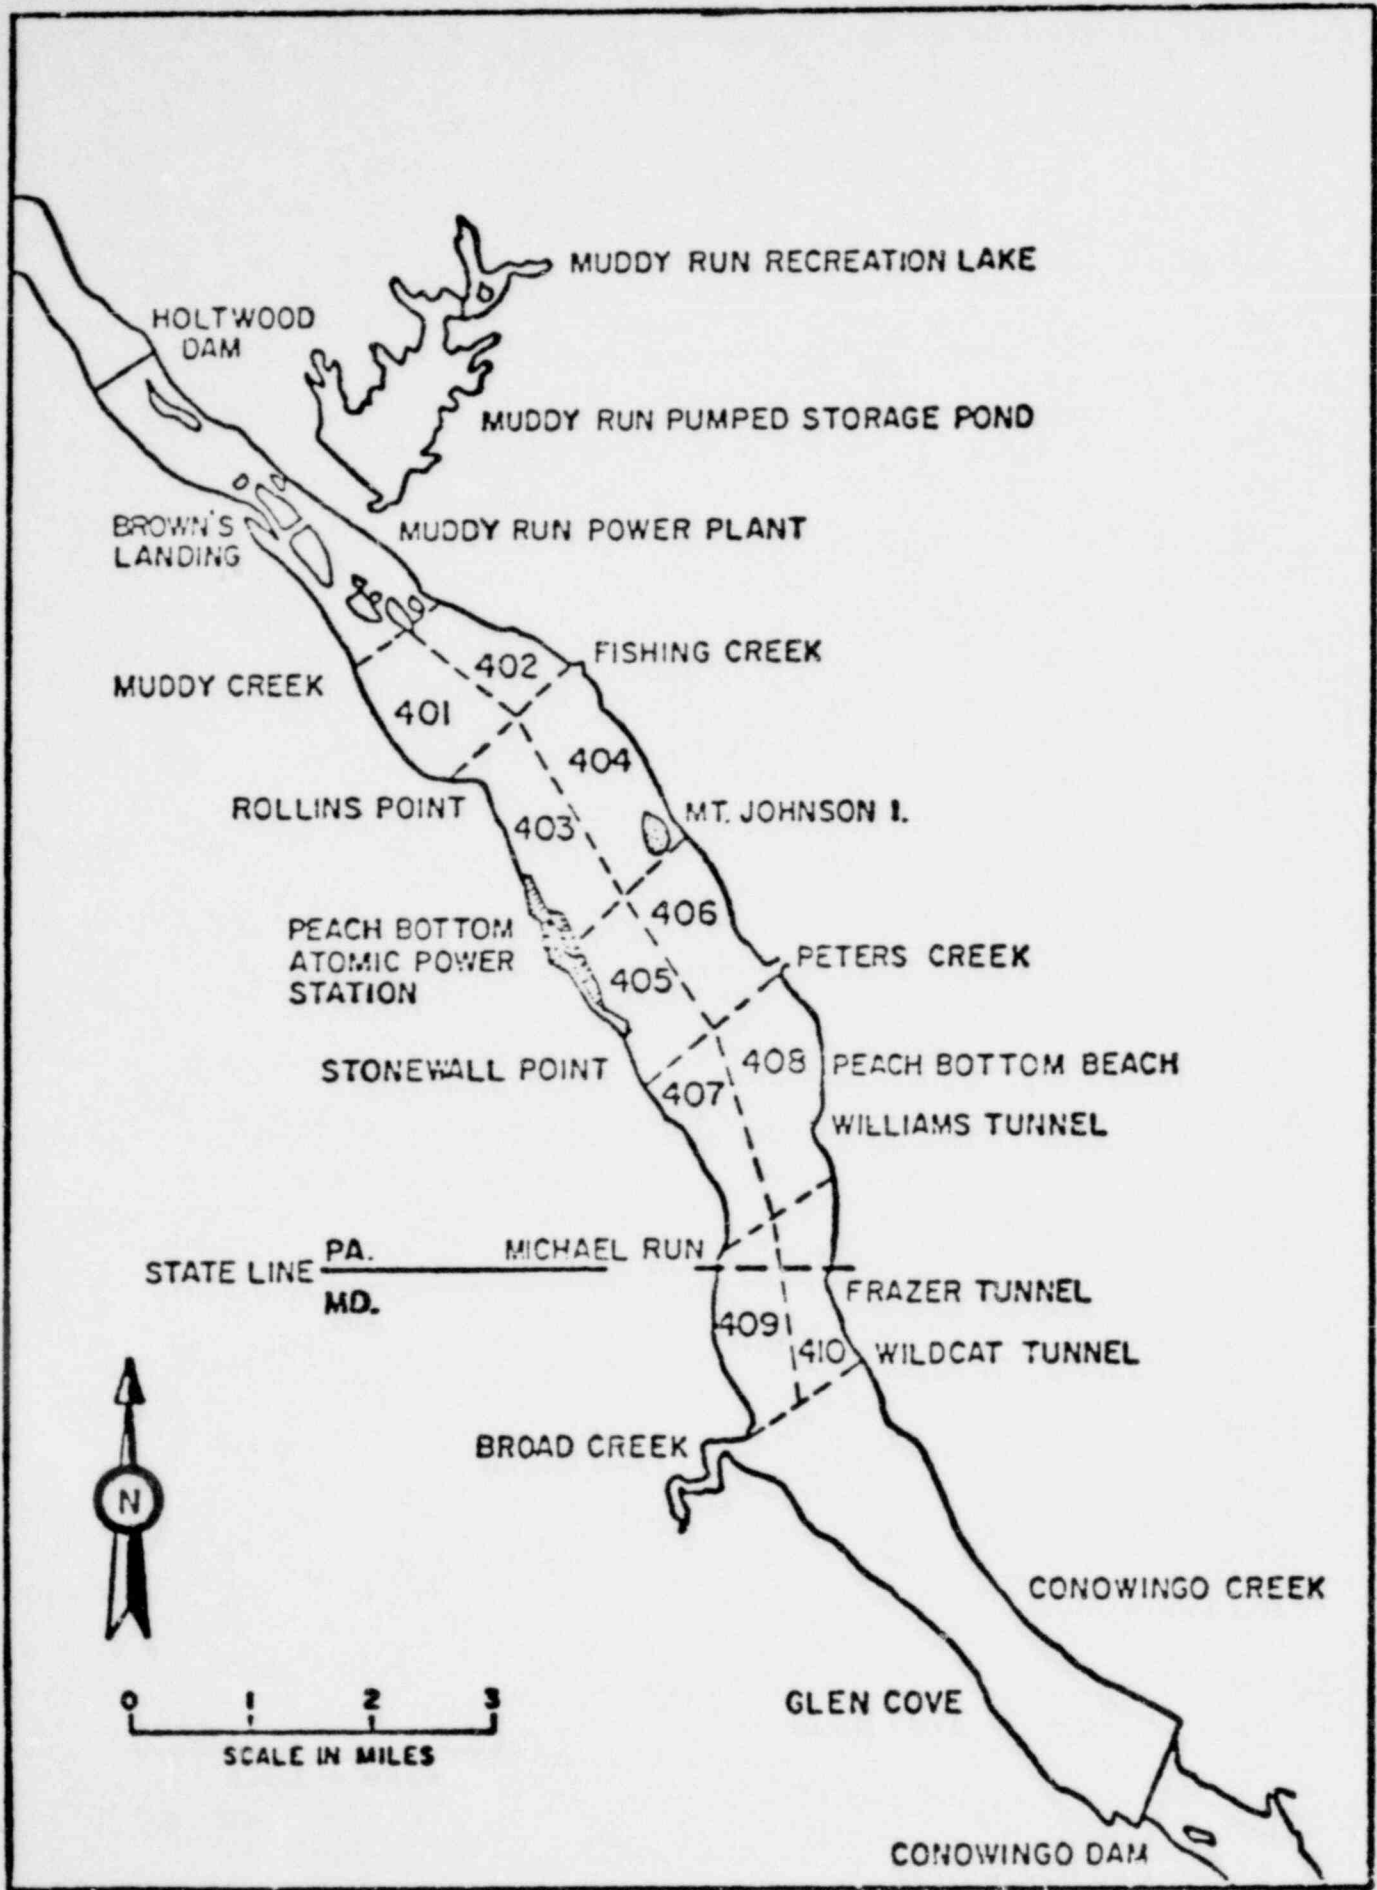 MUDDY RUN RECREATION LAKE
HOLTWOOD
DAM
MUDDY RUN PUMPED STORAGE POND
BROWN'S
LANDING
MUDDY RUN POWER PLANT
FISHING CREEK
402
MUDDY CREEK
401
404
ROLLINS POINT
MT. JOHNSON I.
403
406
PEACH BOTTOM
ATOMIC POWER
STATION
PETERS CREEK
405
STONEWALL POINT
408
PEACH BOTTOM BEACH
407
WILLIAMS TUNNEL
STATE LINE
PA.
MD.
MICHAEL RUN
FRAZER TUNNEL
409
410
WILDCAT TUNNEL
BROAD CREEK
N
CONOWINGO CREEK
0 1 2 3
SCALE IN MILES
GLEN COVE
CONOWINGO DAM